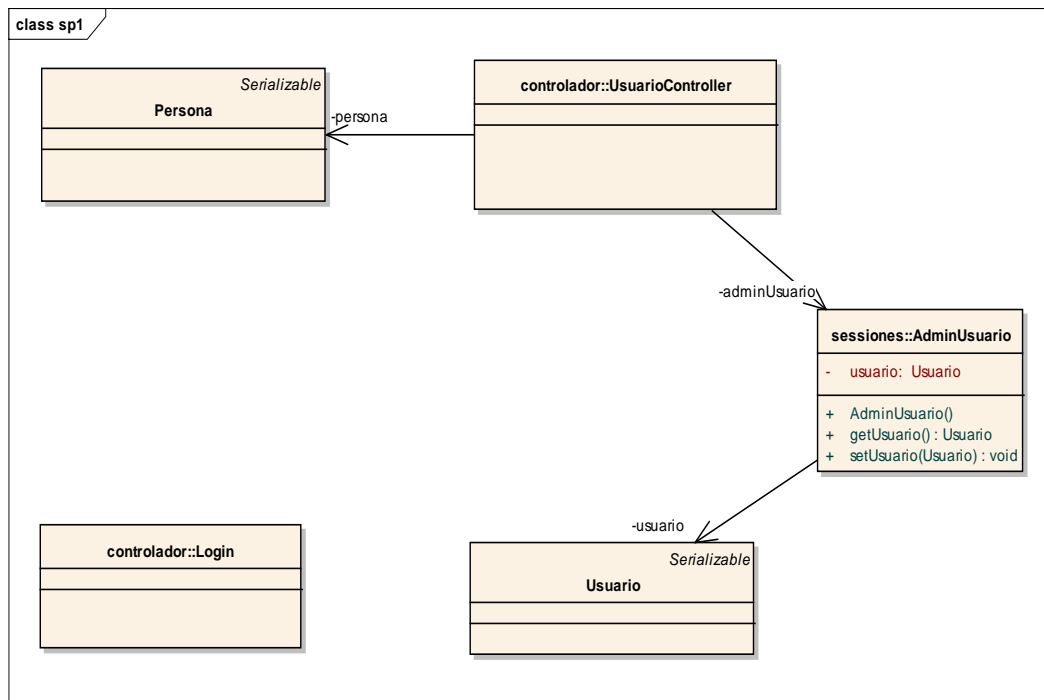 class sp1
Serializable
Persona
controlador::UsuarioController
-persona
-adminUsuario
sessiones::AdminUsuario
- usuario: Usuario
+ AdminUsuario()
+ getUsuario() : Usuario
+ setUsuario(Usuario) : void
-usuario
controlador::Login
Serializable
Usuario